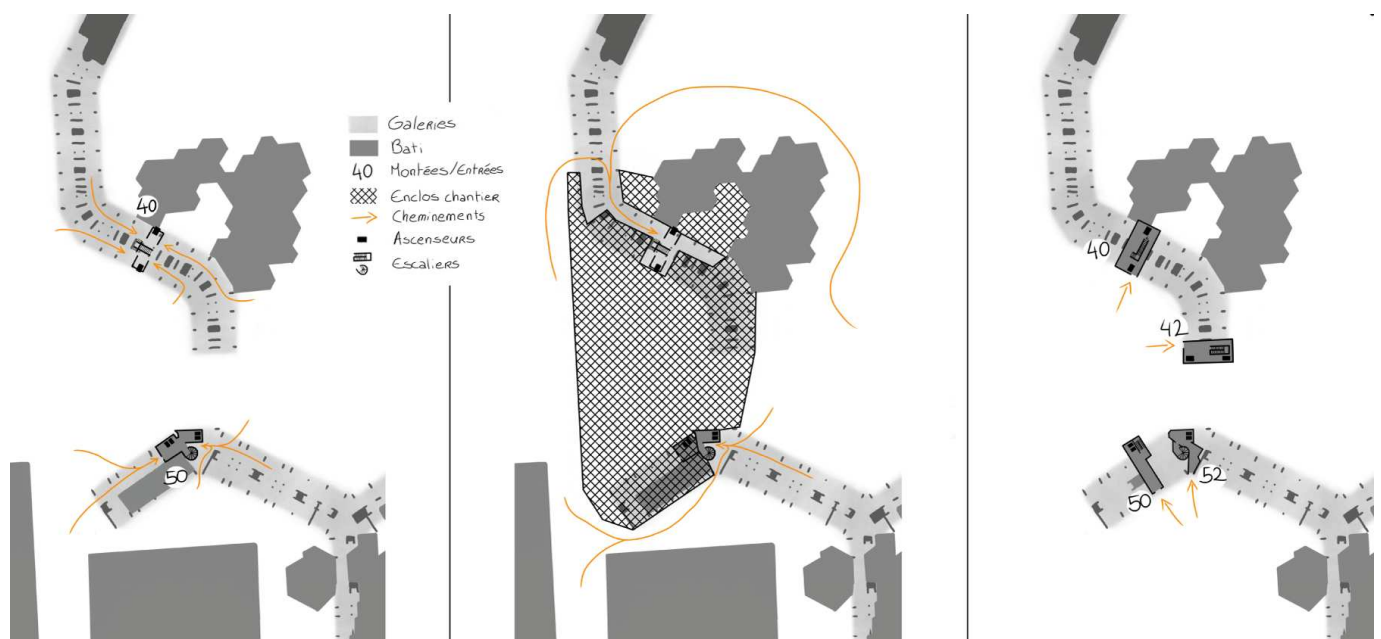 40
50
Galeries
Bati
40 Montées/Entrées
Enclos chantier
Cheminements
Ascenseurs
Escaliers
40
42
50
52